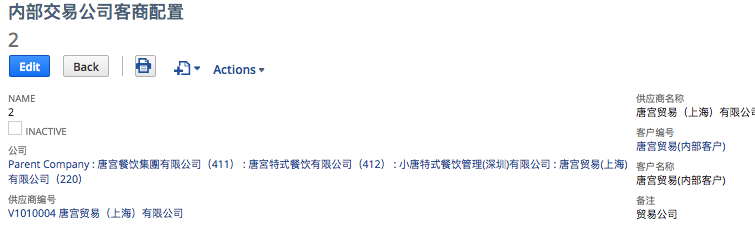 内部交易公司客商配置
2
Edit
Back
Actions
NAME
2
INACTIVE
公司
Parent Company : 唐宫餐饮集團有限公司（411） : 唐宮特式餐饮有限公司（412） : 小唐特式餐饮管理(深圳)有限公司 : 唐宫贸易(上海)
有限公司（220）
供应商编号
V1010004 唐宫贸易（上海）有限公司
供应商名称
唐宫贸易（上海）有限公
客户编号
唐宫贸易(内部客户)
客户名称
唐宫贸易(内部客户)
备注
贸易公司